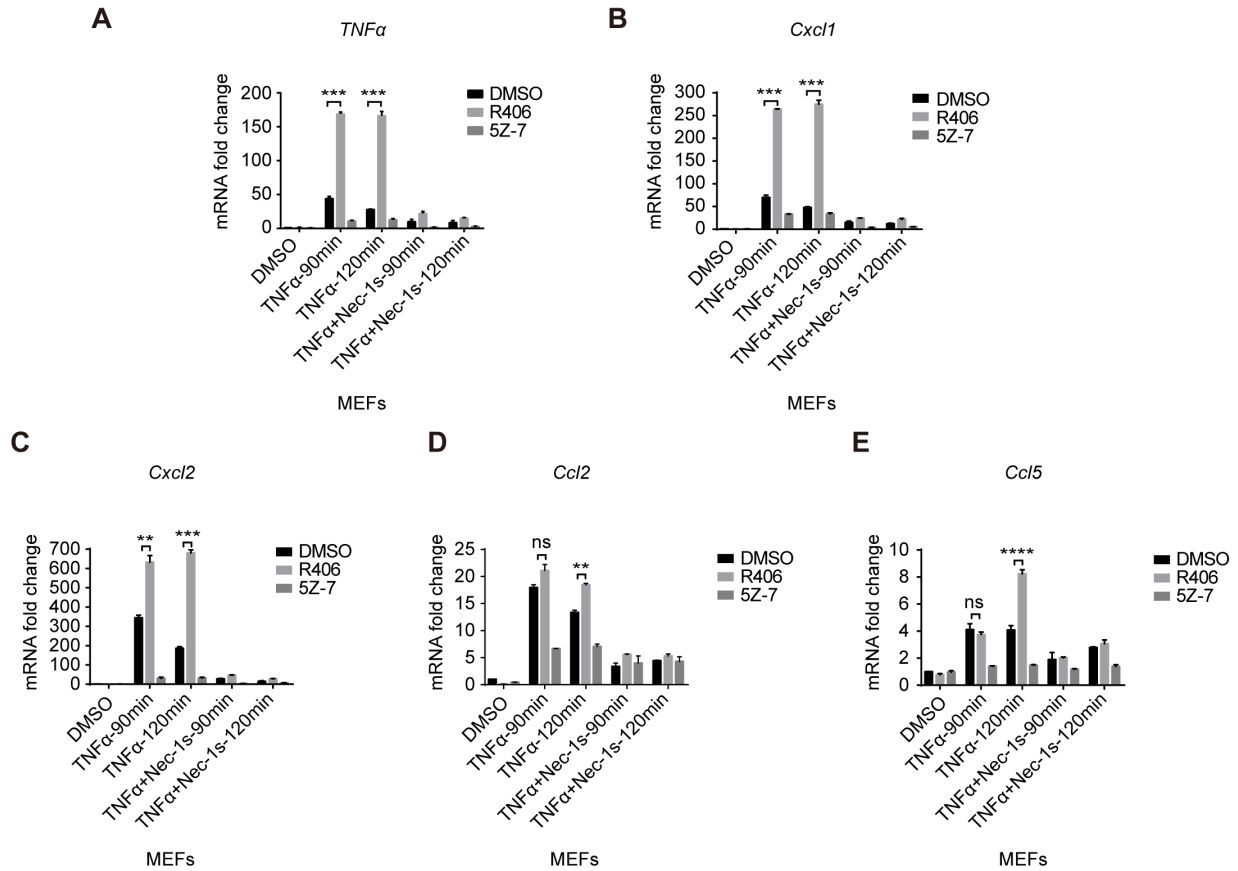 A
TNFα
mRNA fold change
200
150
100
50
0
***
***
DMSO
R406
5Z-7
DMSO
TNFα-90min
TNFα-120min
TNFα+Nec-1s-90min
TNFα+Nec-1s-120min
MEFs
B
Cxcl1
mRNA fold change
300
250
200
150
100
50
0
***
***
DMSO
R406
5Z-7
DMSO
TNFα-90min
TNFα-120min
TNFα+Nec-1s-90min
TNFα+Nec-1s-120min
MEFs
C
Cxcl2
mRNA fold change
700
600
500
400
300
200
100
0
**
***
DMSO
R406
5Z-7
DMSO
TNFα-90min
TNFα-120min
TNFα+Nec-1s-90min
TNFα+Nec-1s-120min
MEFs
D
Ccl2
mRNA fold change
25
20
15
10
5
0
ns
**
DMSO
R406
5Z-7
DMSO
TNFα-90min
TNFα-120min
TNFα+Nec-1s-90min
TNFα+Nec-1s-120min
MEFs
E
Ccl5
mRNA fold change
10
8
6
4
2
0
ns
****
DMSO
R406
5Z-7
DMSO
TNFα-90min
TNFα-120min
TNFα+Nec-1s-90min
TNFα+Nec-1s-120min
MEFs